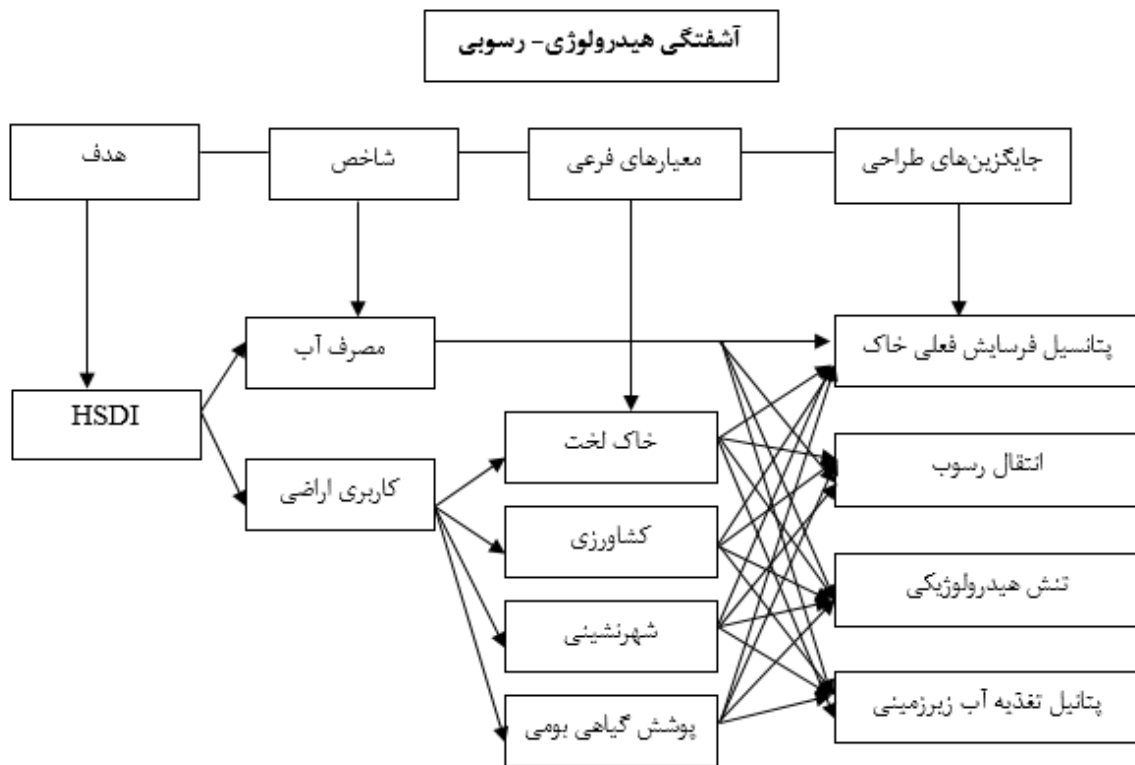 آشفتگی هیدرولوژی- رسوبی
هدف
شاخص
معیارهای فرعی
جایگزین‌های طراحی
مصرف آب
پتانسیل فرسایش فعلی خاک
HSDI
خاک لخت
انتقال رسوب
کاربری اراضی
کشاورزی
تنش هیدرولوژیکی
شهرنشینی
پوشش گیاهی بومی
پتانیل تغذیه آب زیرزمینی